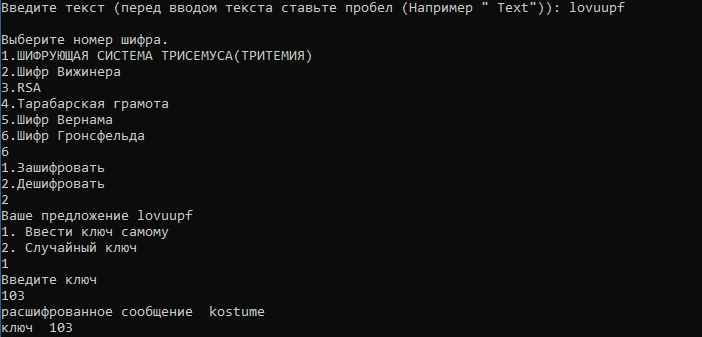 Введите текст (перед вводом текста ставьте пробел (Например " Text")): lovuupf
Выберите номер шифра.
1.ШИФРУЮЩАЯ СИСТЕМА ТРИСЕМУСА(ТРИТЕМИЯ)
2.Шифр Вижинера
3.RSA
4.Тарабарская грамота
5.Шифр Вернама
6.Шифр Гронсфельда
6
1.Зашифровать
2.Дешифровать
2
Ваше предложение lovuupf
1. Ввести ключ самому
2. Случайный ключ
1
Введите ключ
103
расшифрованное сообщение  kostume
ключ  103